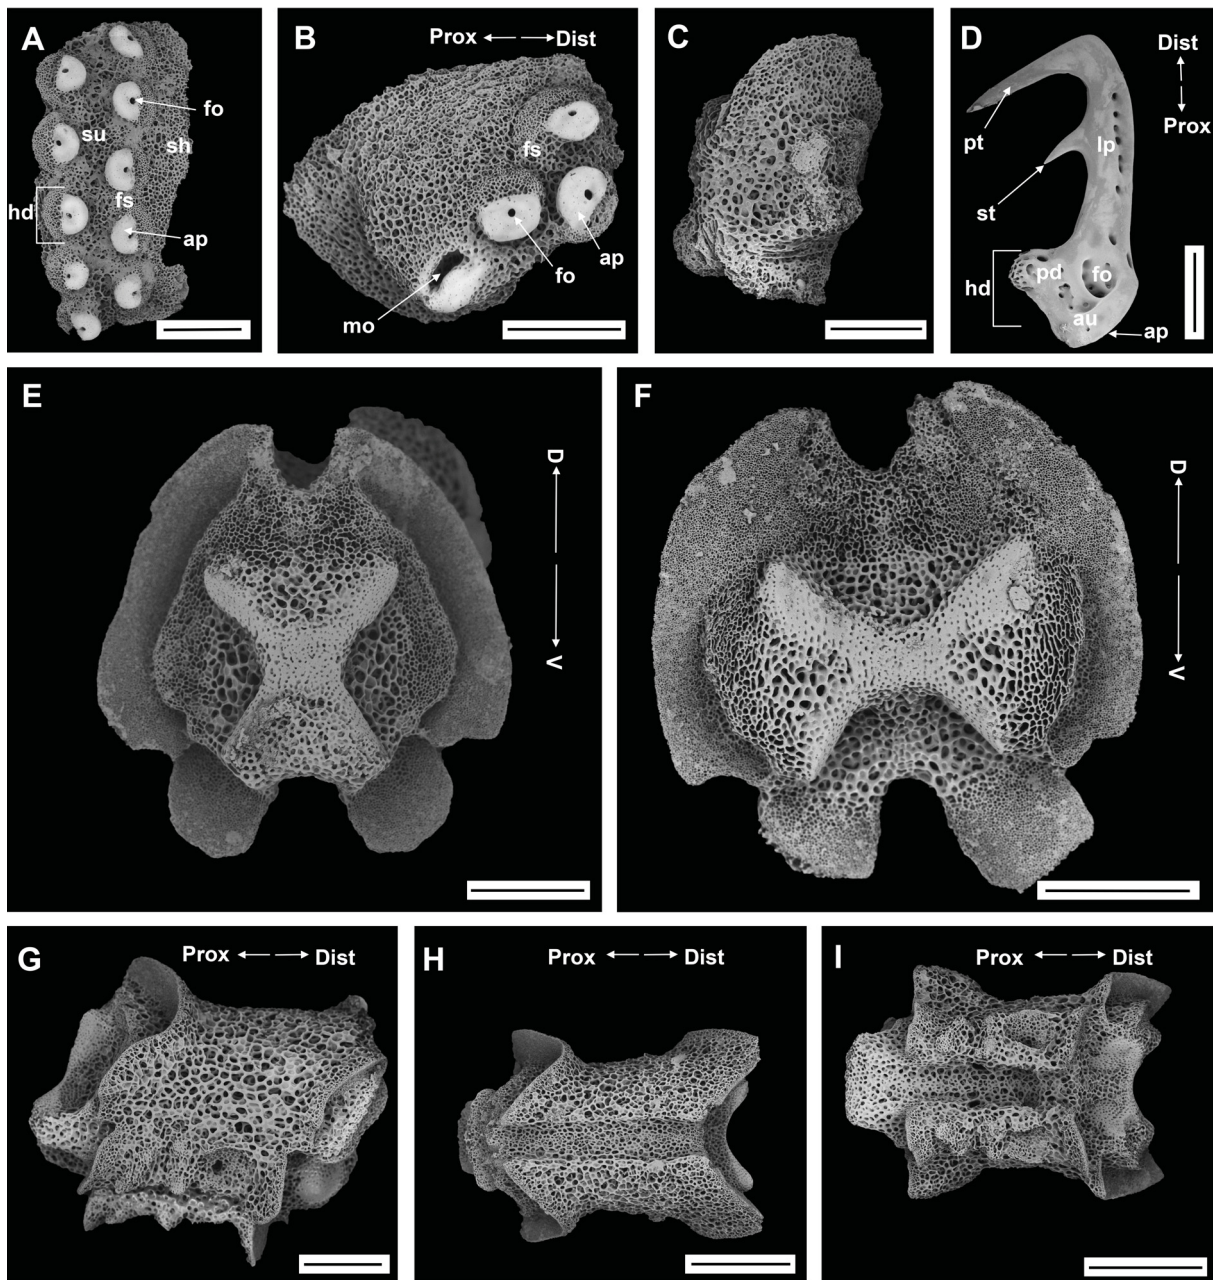 A
fo
su
sh
hd
fs
ap
B
Prox
Dist
fs
fo
ap
mo
C
D
Dist
Prox
pt
lp
st
hd
pd
fo
au
ap
E
D
V
F
D
V
G
Prox
Dist
H
Prox
Dist
I
Prox
Dist